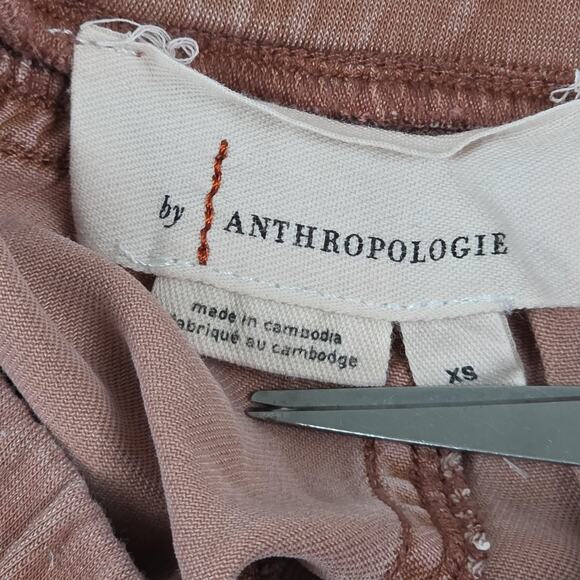 by ANTHROPOLOGIE
made in cambodia
fabriqué au cambodge
XS